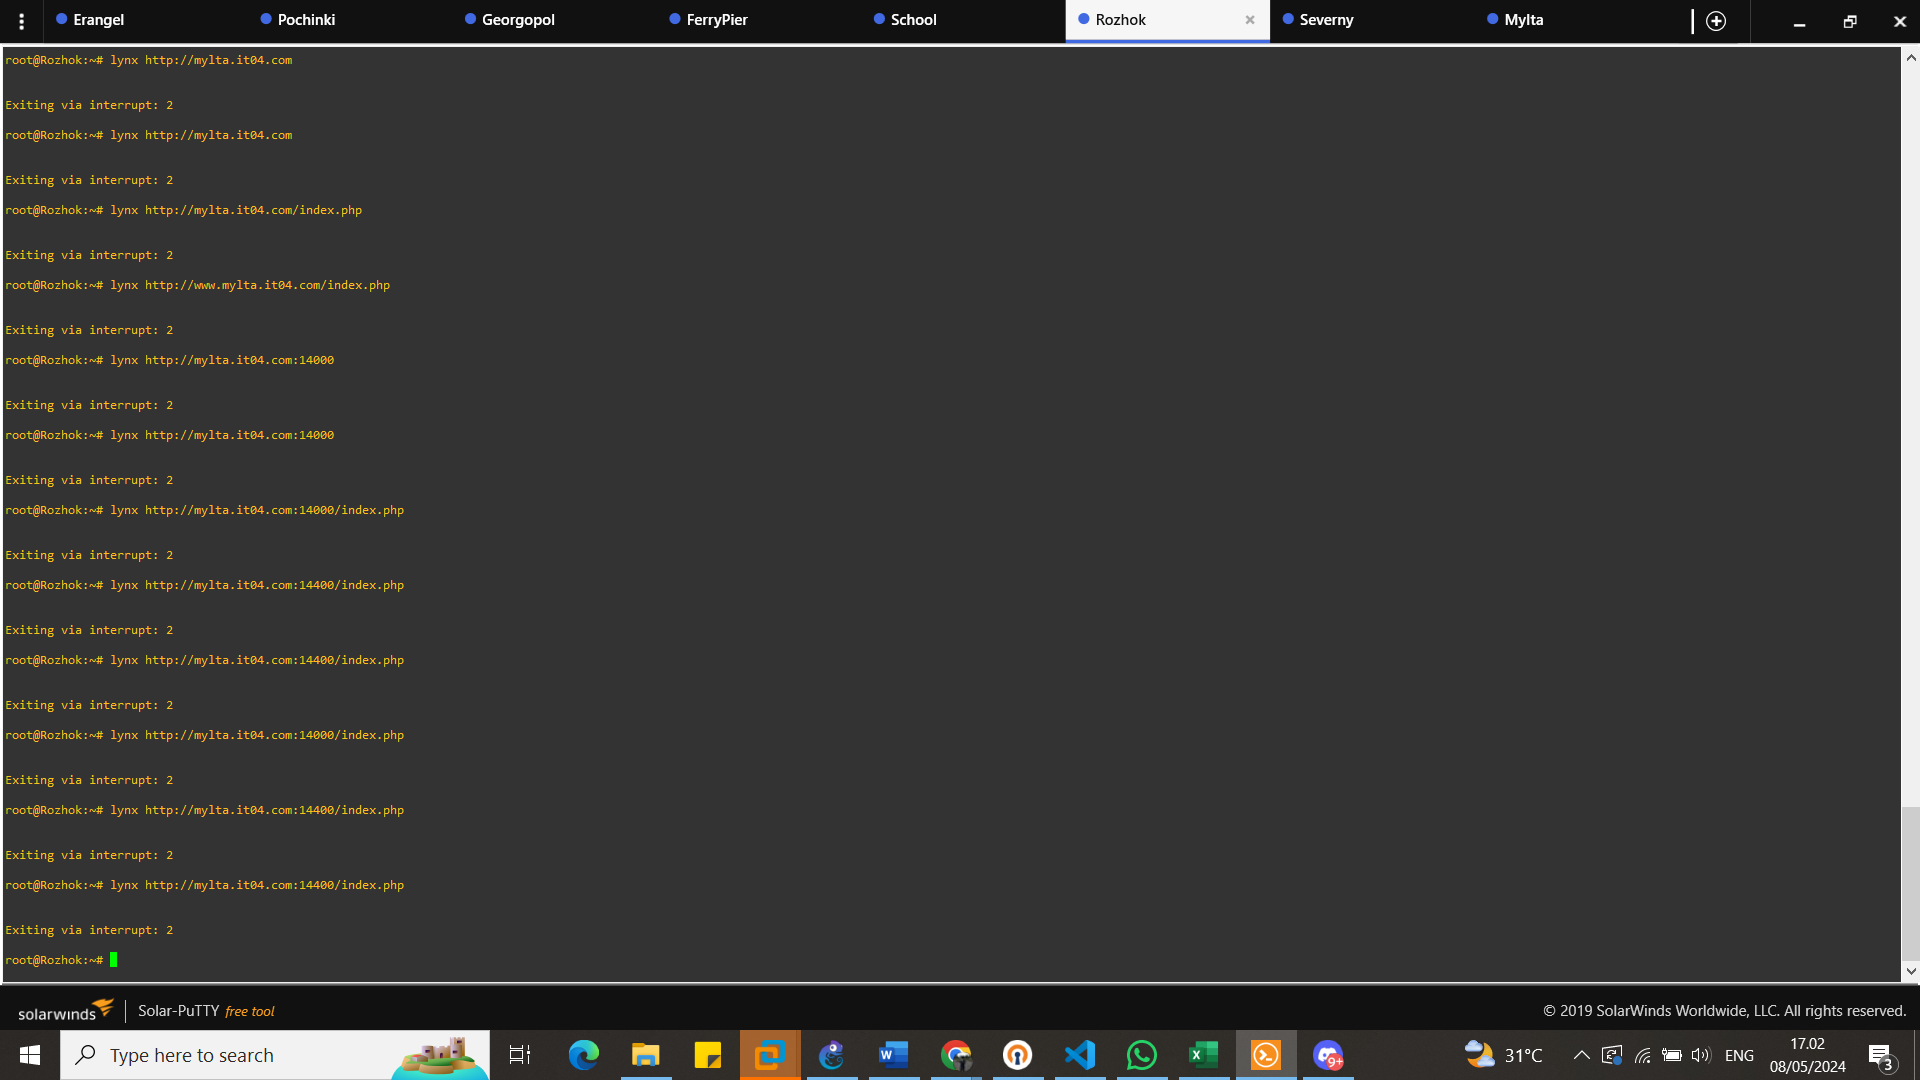 Erangel Pochinki Georgopol FerryPier School Rozhok Severny Mylta
root@Rozhok:~# lynx http://mylta.it04.com
Exiting via interrupt: 2
root@Rozhok:~# lynx http://mylta.it04.com
Exiting via interrupt: 2
root@Rozhok:~# lynx http://mylta.it04.com/index.php
Exiting via interrupt: 2
root@Rozhok:~# lynx http://www.mylta.it04.com/index.php
Exiting via interrupt: 2
root@Rozhok:~# lynx http://mylta.it04.com:14000
Exiting via interrupt: 2
root@Rozhok:~# lynx http://mylta.it04.com:14000
Exiting via interrupt: 2
root@Rozhok:~# lynx http://mylta.it04.com:14000/index.php
Exiting via interrupt: 2
root@Rozhok:~# lynx http://mylta.it04.com:14400/index.php
Exiting via interrupt: 2
root@Rozhok:~# lynx http://mylta.it04.com:14400/index.php
Exiting via interrupt: 2
root@Rozhok:~# lynx http://mylta.it04.com:14000/index.php
Exiting via interrupt: 2
root@Rozhok:~# lynx http://mylta.it04.com:14400/index.php
Exiting via interrupt: 2
root@Rozhok:~# lynx http://mylta.it04.com:14400/index.php
Exiting via interrupt: 2
root@Rozhok:~#
solarwinds Solar-PuTTY free tool © 2019 SolarWinds Worldwide, LLC. All rights reserved.
Type here to search 9+ 31°C ENG 17.02
08/05/2024 3